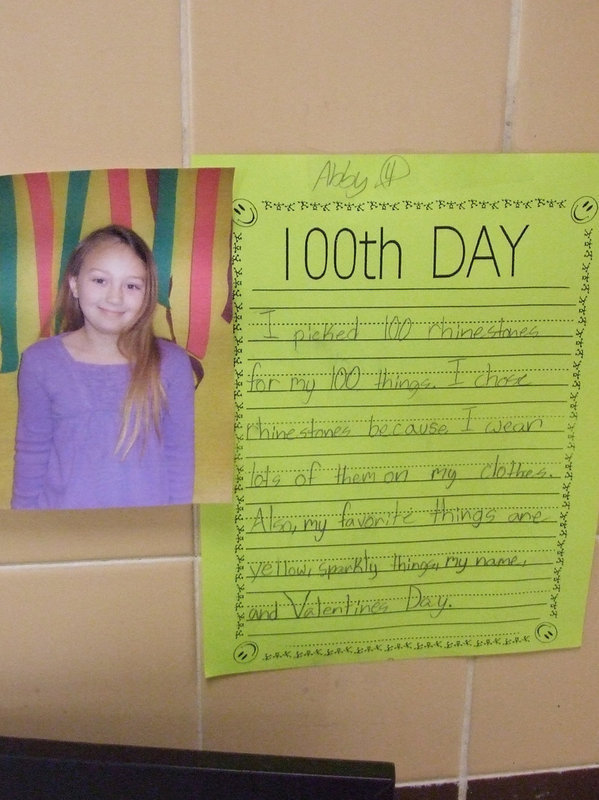 Abby
100th DAY
I picked 100 rhinestones
for my 100 things. I chose
rhinestones because I wear
lots of them on my clothes.
Also, my favorite things are
yellow, sparkly things, my name,
and Valentines Day.